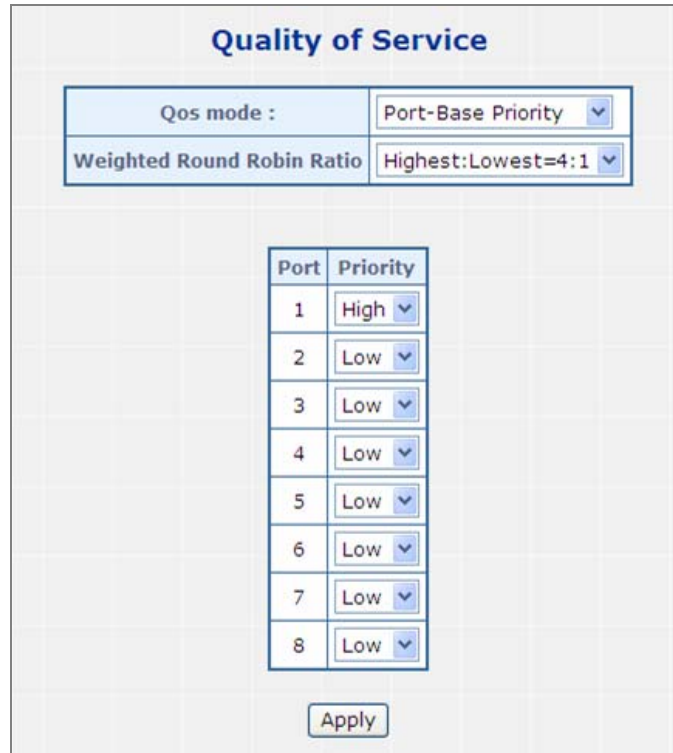 Quality of Service
Qos mode : Port-Base Priority
Weighted Round Robin Ratio Highest:Lowest=4:1
Port Priority
1 High
2 Low
3 Low
4 Low
5 Low
6 Low
7 Low
8 Low
Apply